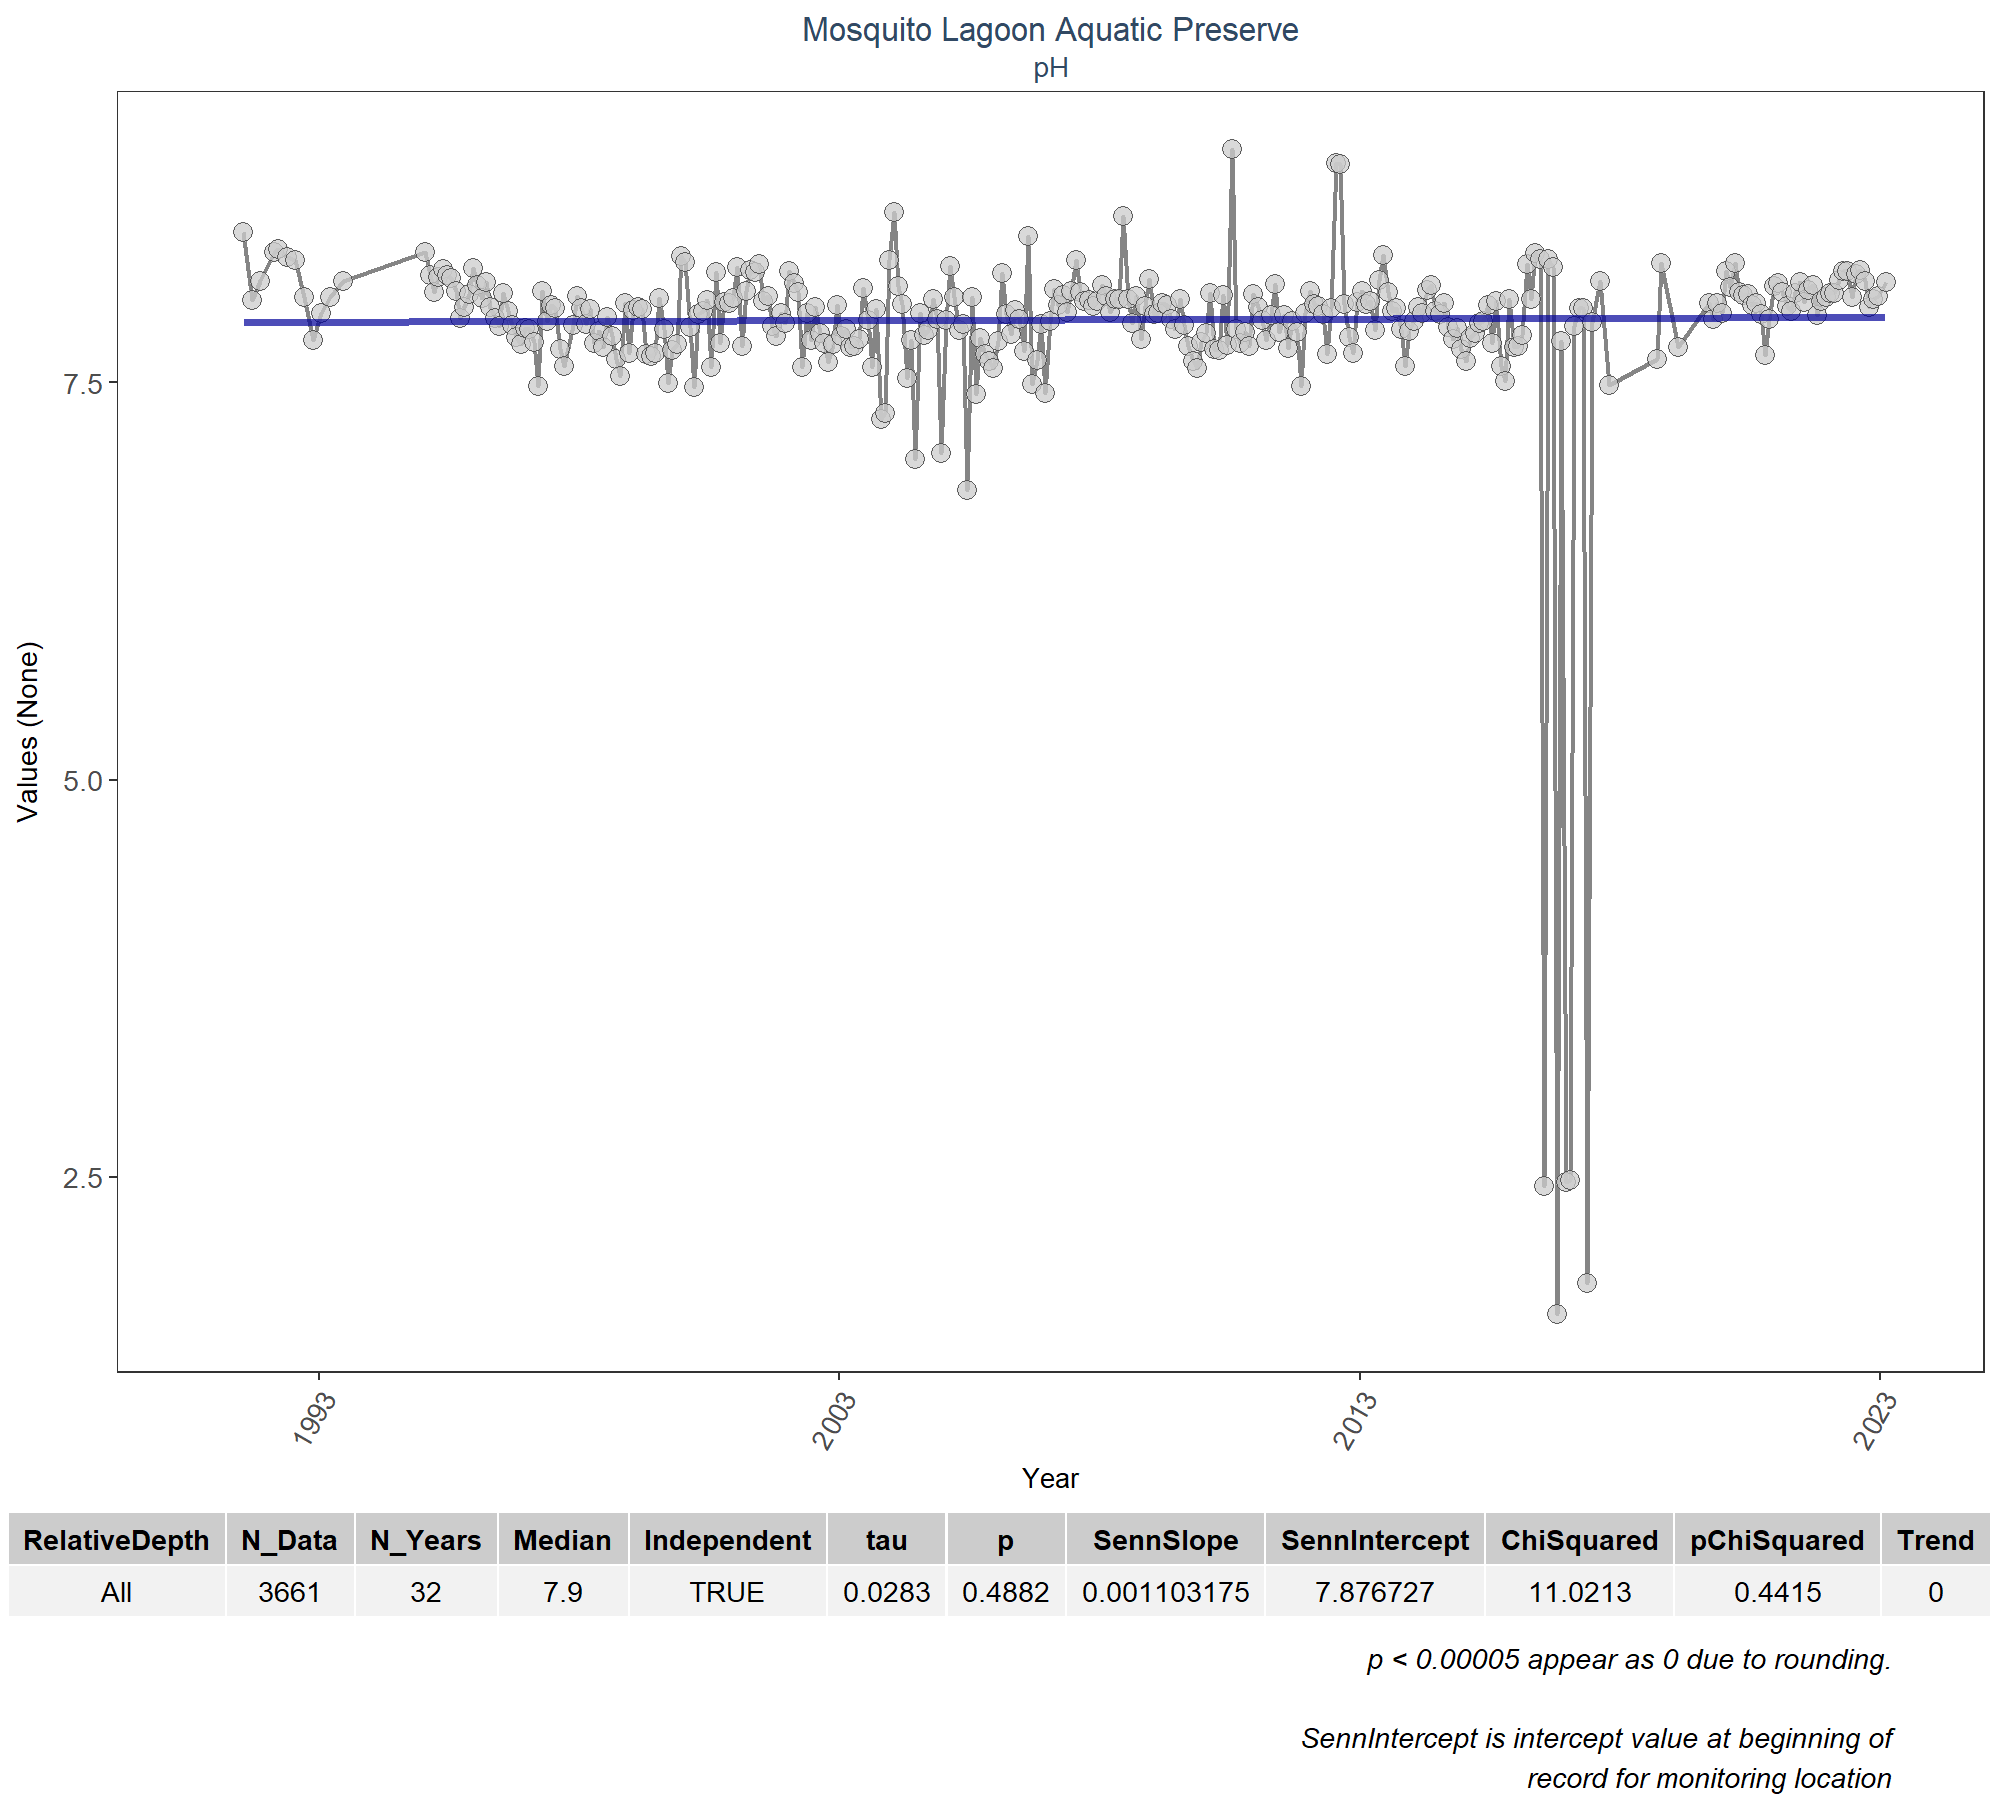 Mosquito Lagoon Aquatic Preserve
pH
Values (None)
7.5
5.0
2.5
1993
2003
2013
2023
Year
RelativeDepth N_Data N_Years Median Independent tau p SennSlope SennIntercept ChiSquared pChiSquared Trend
All 3661 32 7.9 TRUE 0.0283 0.4882 0.001103175 7.876727 11.0213 0.4415 0
p < 0.00005 appear as 0 due to rounding.
SennIntercept is intercept value at beginning of
record for monitoring location